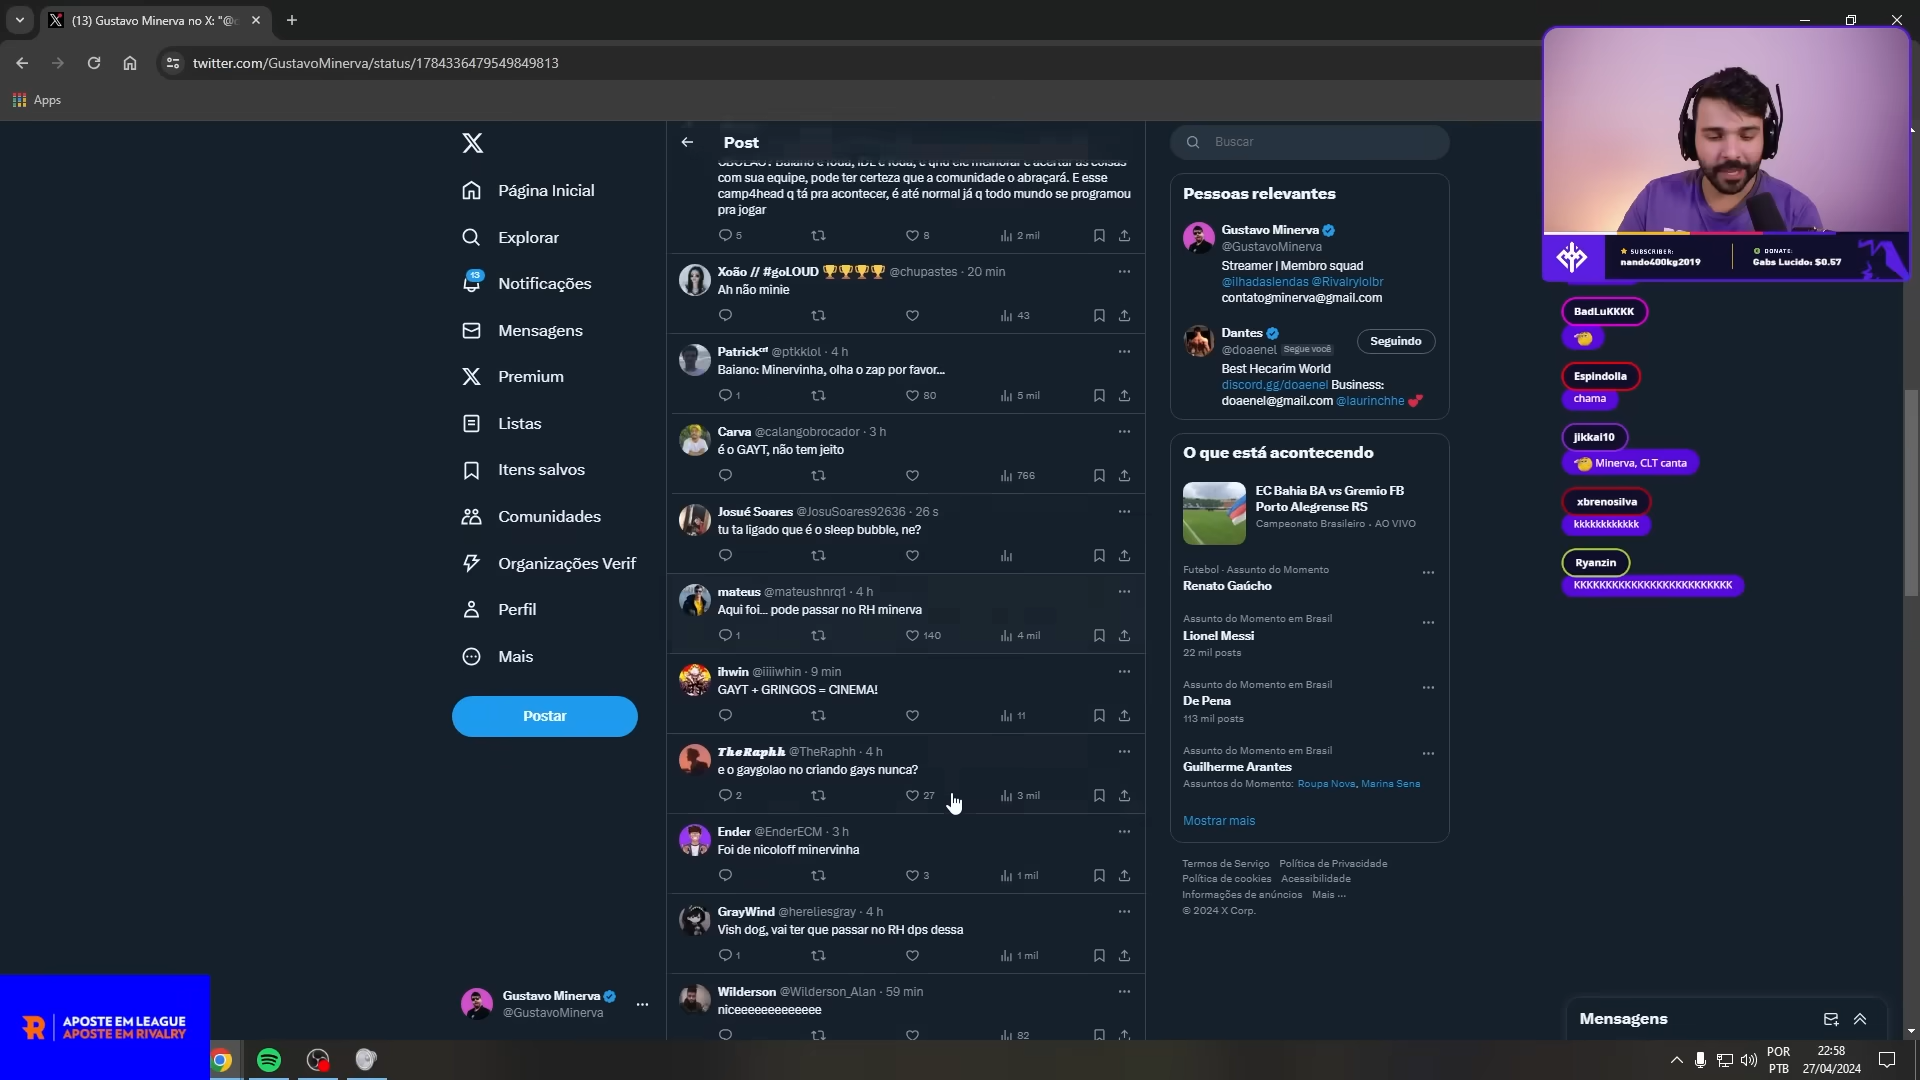 (13) Gustavo Minerva no X: "@d
twitter.com/GustavoMinerva/status/1784336479549849813
Apps
Página Inicial
Explorar
13
Notificações
Mensagens
Premium
Listas
Itens salvos
Comunidades
Organizações Verif
Perfil
Mais
Postar
Gustavo Minerva
@GustavoMinerva
Post
com sua equipe, pode ter certeza que a comunidade o abraçará. E esse
camp4head q tá pra acontecer, é até normal já q todo mundo se programou
pra jogar
5 8 2 mil
Xoão // #goLOUD 🏆🏆🏆🏆 @chupastes · 20 min
Ah não minie
43
Patrickᶜʳᶠ @ptkklol · 4 h
Baiano: Minervinha, olha o zap por favor...
1 80 5 mil
Carva @calangobrocador · 3 h
é o GAYT, não tem jeito
766
Josué Soares @JosuSoares92636 · 26 s
tu ta ligado que é o sleep bubble, ne?
mateus @mateushnrq1 · 4 h
Aqui foi... pode passar no RH minerva
1 140 4 mil
ihwin @iiiiwhin · 9 min
GAYT + GRINGOS = CINEMA!
11
TheRaphh @TheRaphh · 4 h
e o gaygolao no criando gays nunca?
2 27 3 mil
Ender @EnderECM · 3 h
Foi de nicoloff minervinha
3 1 mil
GrayWind @hereliesgray · 4 h
Vish dog, vai ter que passar no RH dps dessa
1 1 mil
Wilderson @Wilderson_Alan · 59 min
niceeeeeeeeeeeee
82
Buscar
Pessoas relevantes
Gustavo Minerva
@GustavoMinerva
Streamer | Membro squad
@ilhadaslendas @Rivalrylolbr
contatogminerva@gmail.com
Dantes
@doaenel Segue você
Seguindo
Best Hecarim World
discord.gg/doaenel Business:
doaenel@gmail.com @laurinchhe 💕
O que está acontecendo
EC Bahia BA vs Gremio FB
Porto Alegrense RS
Campeonato Brasileiro · AO VIVO
Futebol · Assunto do Momento
Renato Gaúcho
Assunto do Momento em Brasil
Lionel Messi
22 mil posts
Assunto do Momento em Brasil
De Pena
113 mil posts
Assunto do Momento em Brasil
Guilherme Arantes
Assuntos do Momento: Roupa Nova, Marina Sena
Mostrar mais
Termos de Serviço Política de Privacidade
Política de cookies Acessibilidade
Informações de anúncios Mais ···
© 2024 X Corp.
SUBSCRIBER:
nando400kg2019
DONATE:
Gabs Lucido: $0.57
BadLuKKKK
Espindolla
chama
jikkai10
Minerva, CLT canta
xbrenosilva
kkkkkkkkkkkk
Ryanzin
KKKKKKKKKKKKKKKKKKKKKKKKK
Mensagens
R APOSTE EM LEAGUE
APOSTE EM RIVALRY
POR
PTB
22:58
27/04/2024